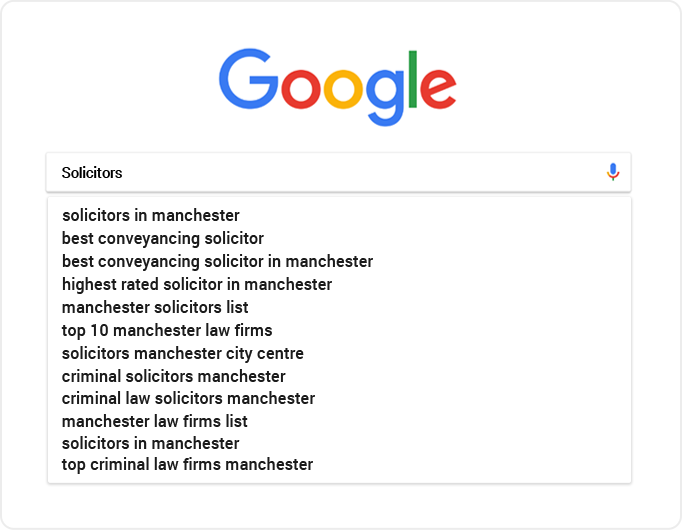 Google
Solicitors
solicitors in manchester
best conveyancing solicitor
best conveyancing solicitor in manchester
highest rated solicitor in manchester
manchester solicitors list
top 10 manchester law firms
solicitors manchester city centre
criminal solicitors manchester
criminal law solicitors manchester
manchester law firms list
solicitors in manchester
top criminal law firms manchester